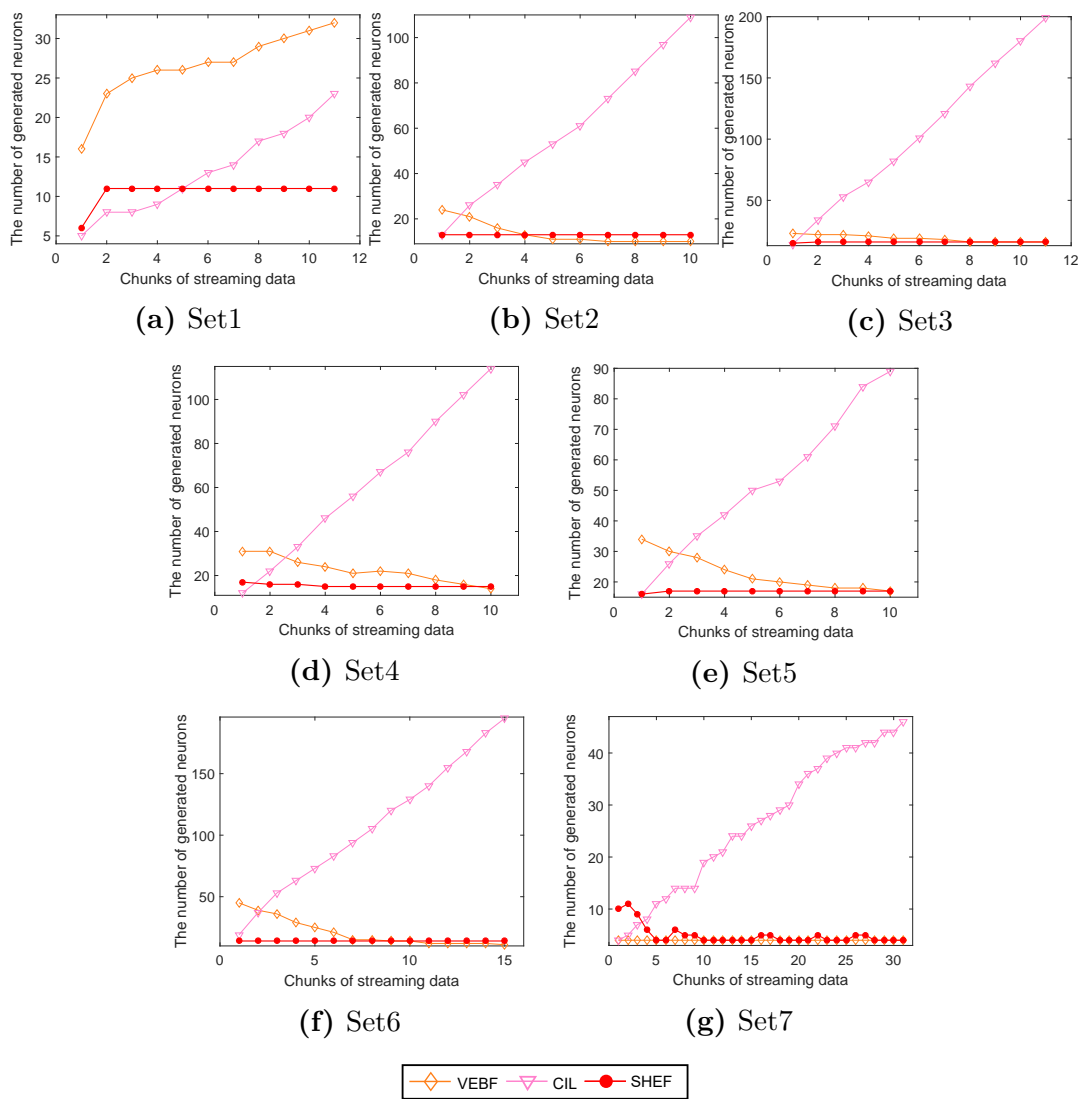 The number of generated neurons
30
25
20
15
10
5
0 2 4 6 8 10 12
Chunks of streaming data
(a) Set1
The number of generated neurons
100
80
60
40
20
0 2 4 6 8 10
Chunks of streaming data
(b) Set2
The number of generated neurons
200
150
100
50
0 2 4 6 8 10 12
Chunks of streaming data
(c) Set3
The number of generated neurons
100
80
60
40
20
0 2 4 6 8 10
Chunks of streaming data
(d) Set4
The number of generated neurons
90
80
70
60
50
40
30
20
0 2 4 6 8 10
Chunks of streaming data
(e) Set5
The number of generated neurons
150
100
50
0 5 10 15
Chunks of streaming data
(f) Set6
The number of generated neurons
40
30
20
10
0 5 10 15 20 25 30
Chunks of streaming data
(g) Set7
VEBF CIL SHEF